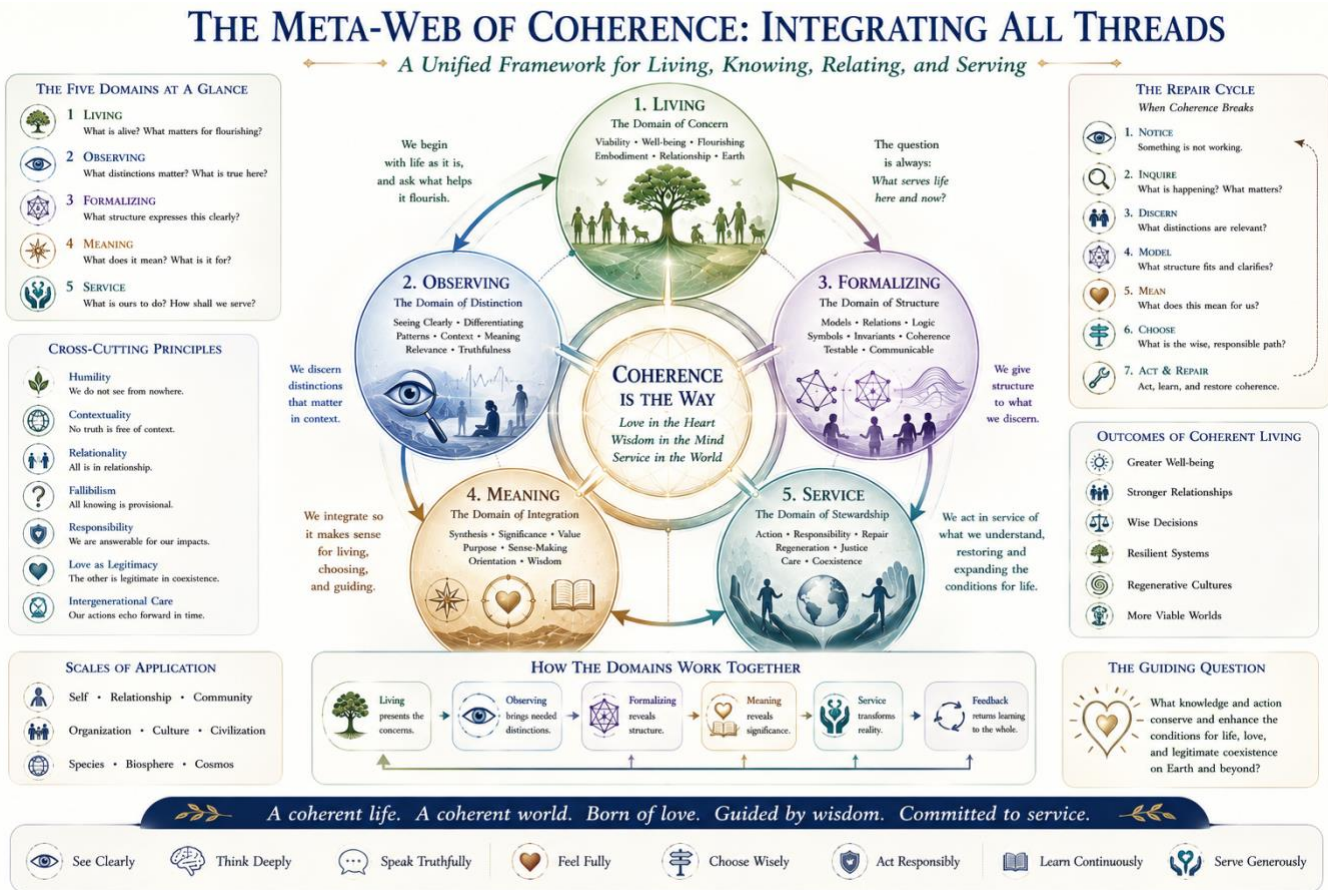 THE META-WEB OF COHERENCE: INTEGRATING ALL THREADS
A Unified Framework for Living, Knowing, Relating, and Serving
THE FIVE DOMAINS AT A GLANCE
1 LIVING
What is alive? What matters for flourishing?
2 OBSERVING
What distinctions matter? What is true here?
3 FORMALIZING
What structure expresses this clearly?
4 MEANING
What does it mean? What is it for?
5 SERVICE
What is ours to do? How shall we serve?
CROSS-CUTTING PRINCIPLES
Humility
We do not see from nowhere.
Contextuality
No truth is free of context.
Relationality
All is in relationship.
Fallibilism
All knowing is provisional.
Responsibility
We are answerable for our impacts.
Love as Legitimacy
The other is legitimate in coexistence.
Intergenerational Care
Our actions echo forward in time.
SCALES OF APPLICATION
Self • Relationship • Community
Organization • Culture • Civilization
Species • Biosphere • Cosmos
We begin
with life as it is,
and ask what helps
it flourish.
1. LIVING
The Domain of Concern
Viability • Well-being • Flourishing
Embodiment • Relationship • Earth
The question
is always:
What serves life
here and now?
2. OBSERVING
The Domain of Distinction
Seeing Clearly • Differentiating
Patterns • Context • Meaning
Relevance • Truthfulness
We discern
distinctions
that matter
in context.
3. FORMALIZING
The Domain of Structure
Models • Relations • Logic
Symbols • Invariants • Coherence
Testable • Communicable
We give
structure
to what
we discern.
COHERENCE
IS THE WAY
Love in the Heart
Wisdom in the Mind
Service in the World
4. MEANING
The Domain of Integration
Synthesis • Significance • Value
Purpose • Sense-Making
Orientation • Wisdom
We integrate so
it makes sense
for living,
choosing,
and guiding.
5. SERVICE
The Domain of Stewardship
Action • Responsibility • Repair
Regeneration • Justice
Care • Coexistence
We act in service of
what we understand,
restoring and
expanding the
conditions for life.
THE REPAIR CYCLE
When Coherence Breaks
1. NOTICE
Something is not working.
2. INQUIRE
What is happening? What matters?
3. DISCERN
What distinctions are relevant?
4. MODEL
What structure fits and clarifies?
5. MEAN
What does this mean for us?
6. CHOOSE
What is the wise, responsible path?
7. ACT & REPAIR
Act, learn, and restore coherence.
OUTCOMES OF COHERENT LIVING
Greater Well-being
Stronger Relationships
Wise Decisions
Resilient Systems
Regenerative Cultures
More Viable Worlds
HOW THE DOMAINS WORK TOGETHER
Living
presents the
concerns.
Observing
brings needed
distinctions.
Formalizing
reveals
structure.
Meaning
reveals
significance.
Service
transforms
reality.
Feedback
returns learning
to the whole.
THE GUIDING QUESTION
What knowledge and action
conserve and enhance the
conditions for life, love,
and legitimate coexistence
on Earth and beyond?
A coherent life. A coherent world. Born of love. Guided by wisdom. Committed to service.
See Clearly
Think Deeply
Speak Truthfully
Feel Fully
Choose Wisely
Act Responsibly
Learn Continuously
Serve Generously